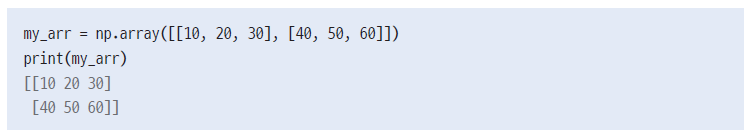 my_arr = np.array([[10, 20, 30], [40, 50, 60]])
print(my_arr)
[[10 20 30]
 [40 50 60]]